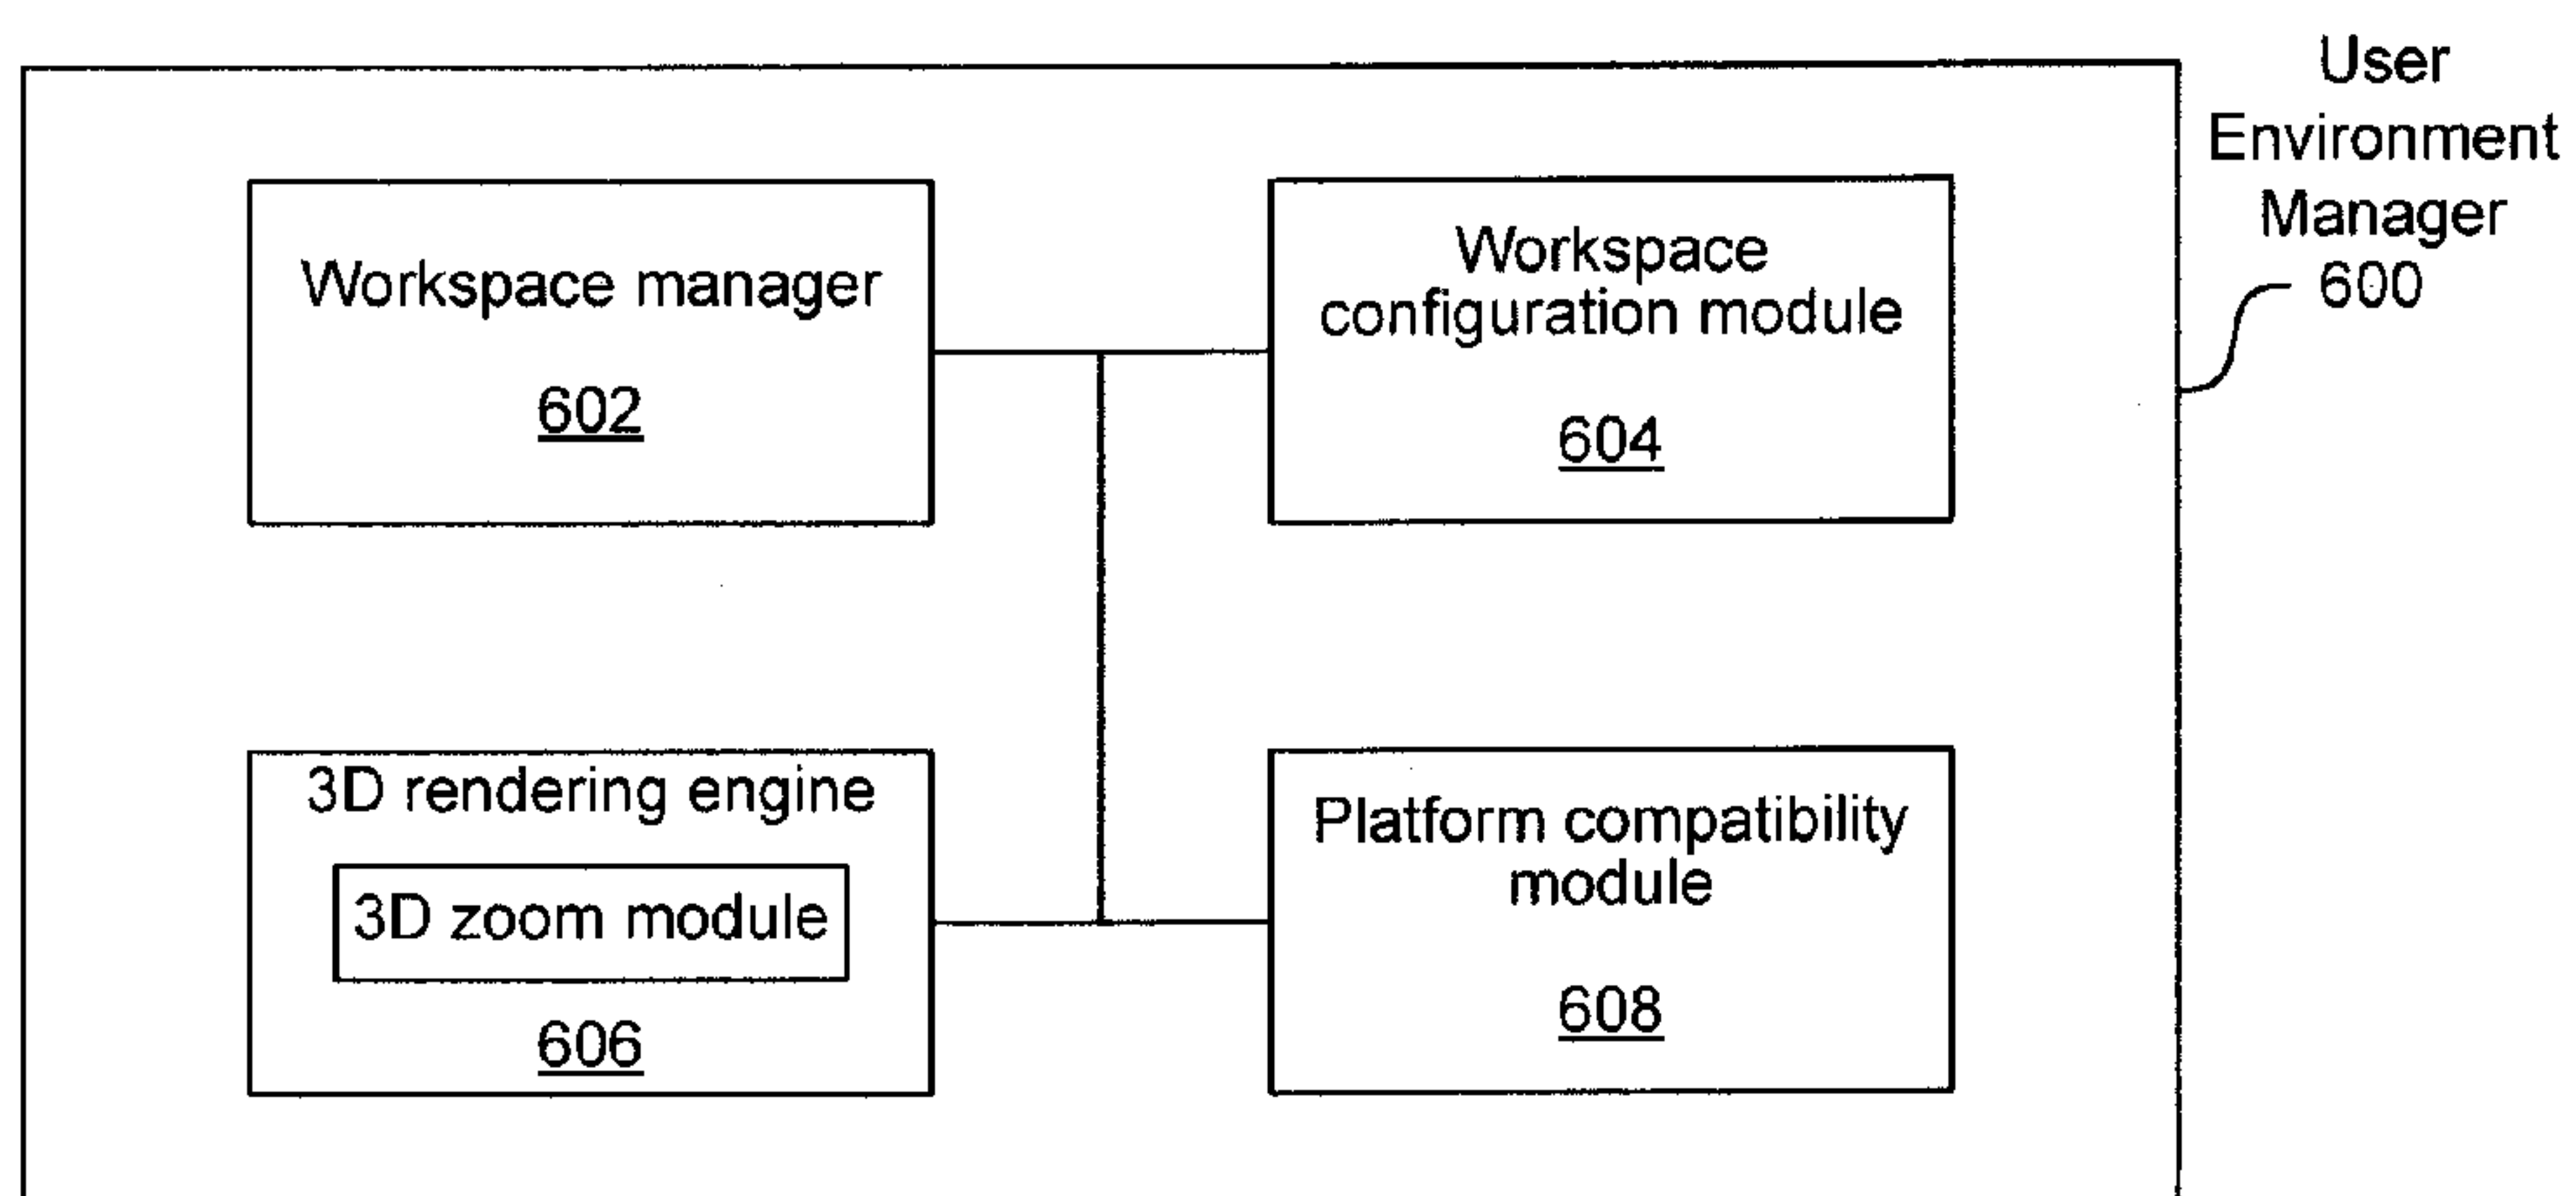 User
Environment
Manager
600
Workspace manager
602
Workspace
configuration module
604
3D rendering engine
3D zoom module
606
Platform compatibility
module
608